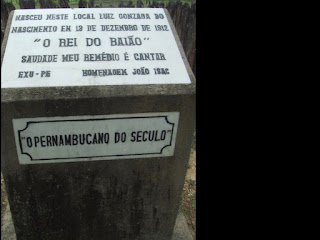 NASCEU NESTE LOCAL LUIZ GONZAGA DO
NASCIMENTO EM 13 DE DEZEMBRO DE 1912
"O REI DO BAIÃO"
SAUDADE MEU REMÉDIO É CANTAR
EXU-PE HOMENAGEM JOÃO ISAC
"O PERNAMBUCANO DO SECULO"